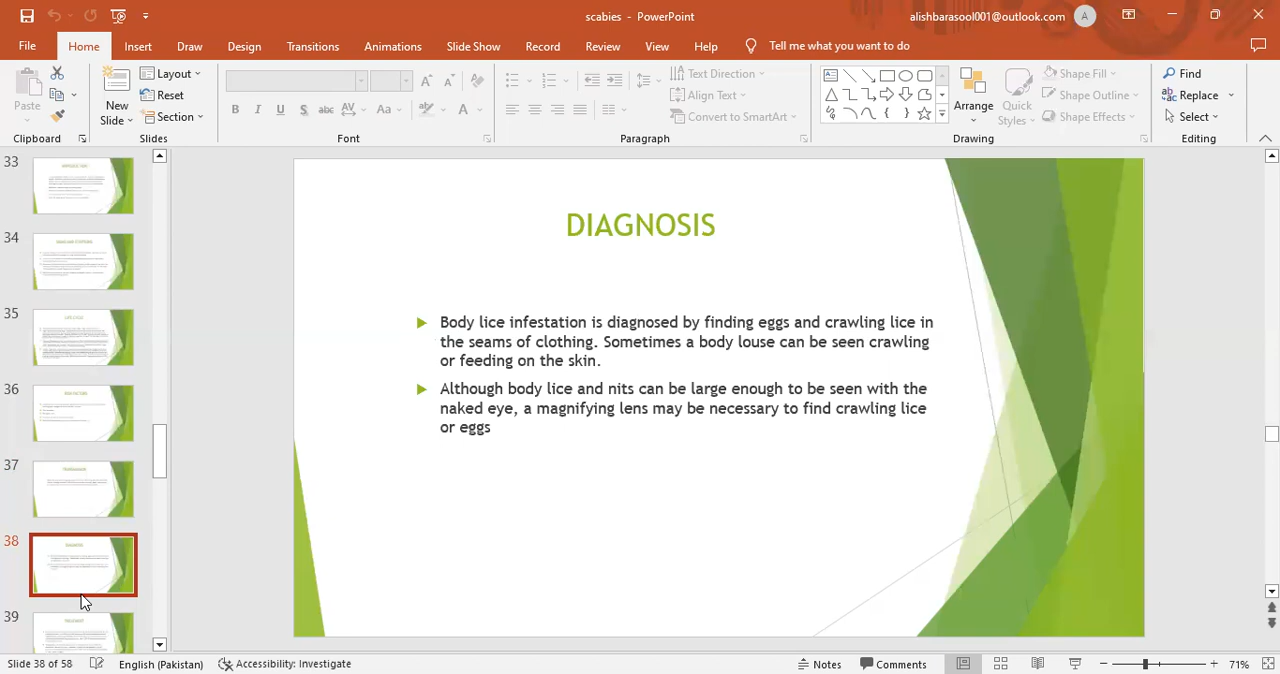 scabies - PowerPoint
alishbarasool001@outlook.com
A
File Home Insert Draw Design Transitions Animations Slide Show Record Review View Help Tell me what you want to do
Paste
New Slide
Layout
Reset
Section
B I U S abc AV Aa A
Text Direction
Align Text
Convert to SmartArt
Arrange
Quick Styles
Shape Fill
Shape Outline
Shape Effects
Find
Replace
Select
Clipboard Slides Font Paragraph Drawing Editing
33
34
35
36
37
38
39
DIAGNOSIS
Body lice infestation is diagnosed by finding eggs and crawling lice in
the seams of clothing. Sometimes a body louse can be seen crawling
or feeding on the skin.
Although body lice and nits can be large enough to be seen with the
naked eye, a magnifying lens may be necessary to find crawling lice
or eggs
Slide 38 of 58 English (Pakistan) Accessibility: Investigate Notes Comments 71%